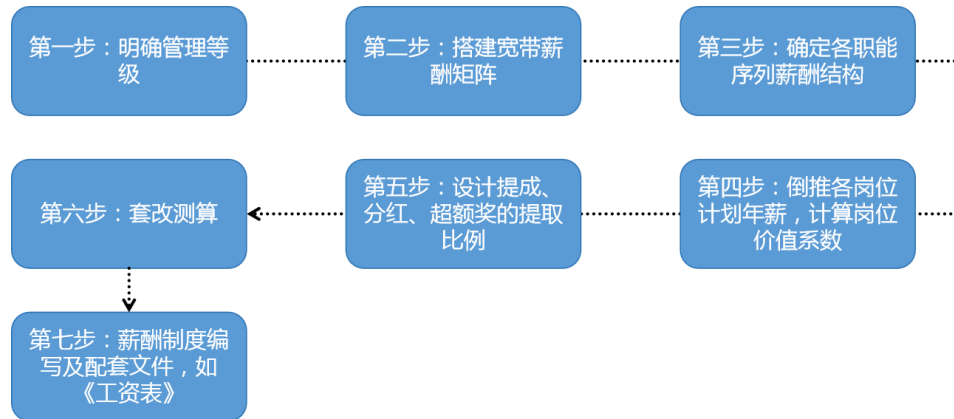 第一步：明确管理等
级
第二步：搭建宽带薪
酬矩阵
第三步：确定各职能
序列薪酬结构
第四步：倒推各岗位
计划年薪，计算岗位
价值系数
第五步：设计提成、
分红、超额奖的提取
比例
第六步：套改测算
第七步：薪酬制度编
写及配套文件，如
《工资表》